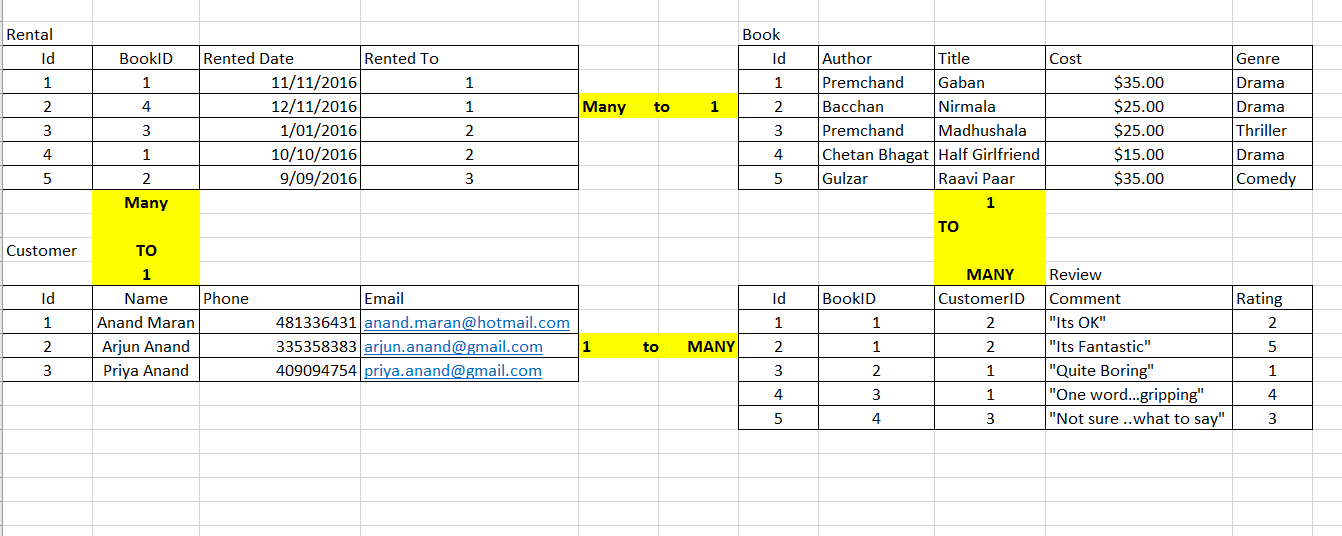 Rental Book
Id BookID Rented Date Rented To Id Author Title Cost Genre
1 1 11/11/2016 1 1 Premchand Gaban $35.00 Drama
2 4 12/11/2016 1 Many to 1 2 Bacchan Nirmala $25.00 Drama
3 3 1/01/2016 2 3 Premchand Madhushala $25.00 Thriller
4 1 10/10/2016 2 4 Chetan Bhagat Half Girlfriend $15.00 Drama
5 2 9/09/2016 3 5 Gulzar Raavi Paar $35.00 Comedy
Many 1
TO
Customer TO
1 MANY Review
Id Name Phone Email Id BookID CustomerID Comment Rating
1 Anand Maran 481336431 anand.maran@hotmail.com 1 1 2 "Its OK" 2
2 Arjun Anand 335358383 arjun.anand@gmail.com 1 to MANY 2 1 2 "Its Fantastic" 5
3 Priya Anand 409094754 priya.anand@gmail.com 3 2 1 "Quite Boring" 1
4 3 1 "One word...gripping" 4
5 4 3 "Not sure ..what to say" 3